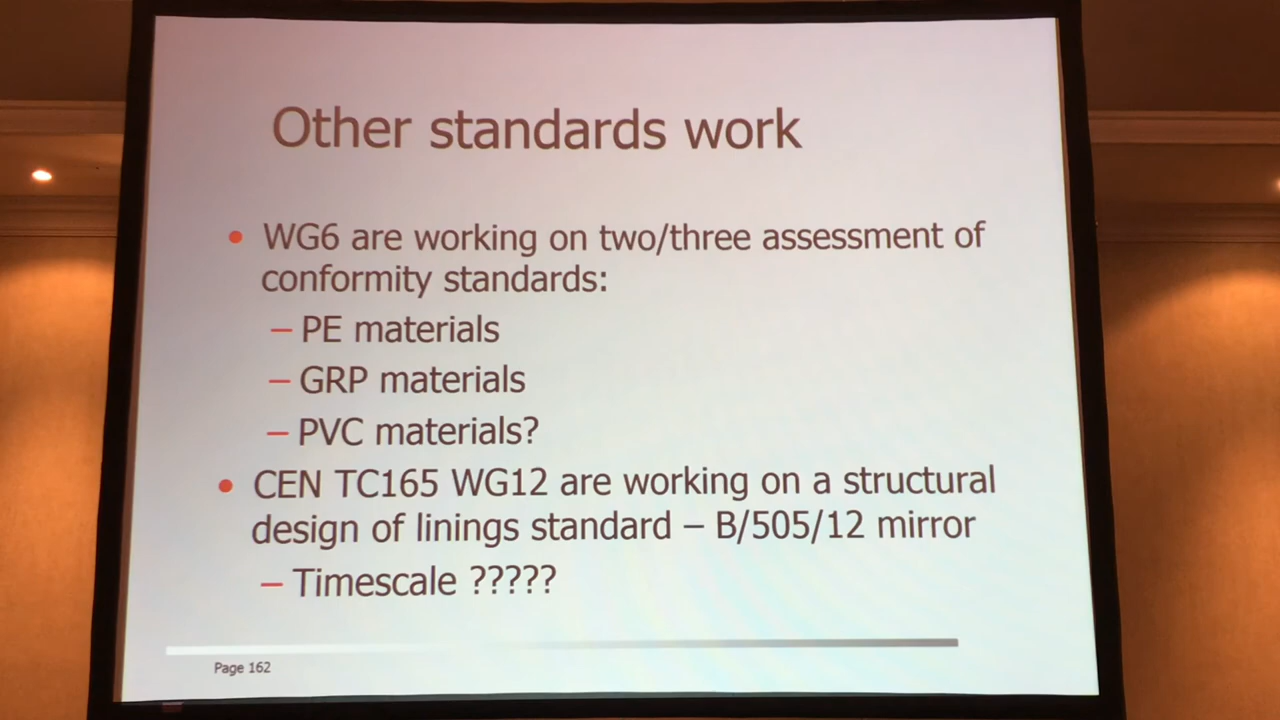 Other standards work
• WG6 are working on two/three assessment of
conformity standards:
– PE materials
– GRP materials
– PVC materials?
• CEN TC165 WG12 are working on a structural
design of linings standard – B/505/12 mirror
– Timescale ?????
Page 162